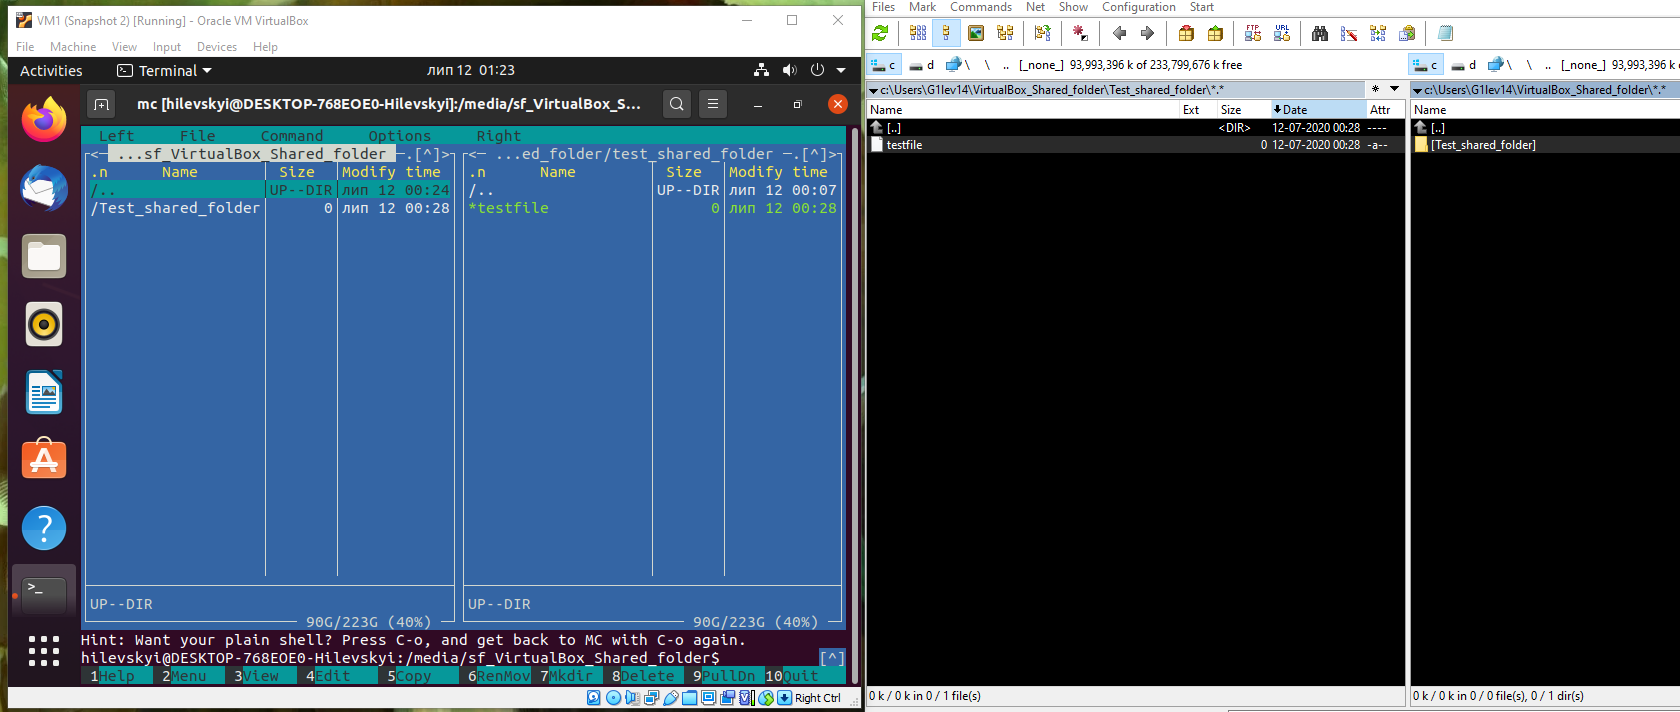 VM1 (Snapshot 2) [Running] - Oracle VM VirtualBox
File Machine View Input Devices Help
Activities Terminal лип 12 01:23
mc [hilevskyi@DESKTOP-768EOE0-Hilevskyi]:/media/sf_VirtualBox_S...
Left File Command Options Right
<— ...sf_VirtualBox_Shared_folder —.[^]> <— ...ed_folder/test_shared_folder —.[^]>
.n Name Size Modify time .n Name Size Modify time
/.. UP--DIR лип 12 00:24 /.. UP--DIR лип 12 00:07
/Test_shared_folder 0 лип 12 00:28 *testfile 0 лип 12 00:28
UP--DIR UP--DIR
90G/223G (40%) 90G/223G (40%)
Hint: Want your plain shell? Press C-o, and get back to MC with C-o again.
hilevskyi@DESKTOP-768EOE0-Hilevskyi:/media/sf_VirtualBox_Shared_folder$ [^]
1Help 2Menu 3View 4Edit 5Copy 6RenMov 7Mkdir 8Delete 9PullDn 10Quit
Right Ctrl
Files Mark Commands Net Show Configuration Start
FTP URL
c d \ \ .. [_none_] 93,993,396 k of 233,799,676 k free
c:\Users\G1lev14\VirtualBox_Shared_folder\Test_shared_folder\*.* * 
Name Ext Size Date Attr
[..] <DIR> 12-07-2020 00:28 ----
testfile 0 12-07-2020 00:28 -a--
0 k / 0 k in 0 / 1 file(s)
c d \ \ .. [_none_] 93,993,396 k
c:\Users\G1lev14\VirtualBox_Shared_folder\*.*
Name
[..]
[Test_shared_folder]
0 k / 0 k in 0 / 0 file(s), 0 / 1 dir(s)